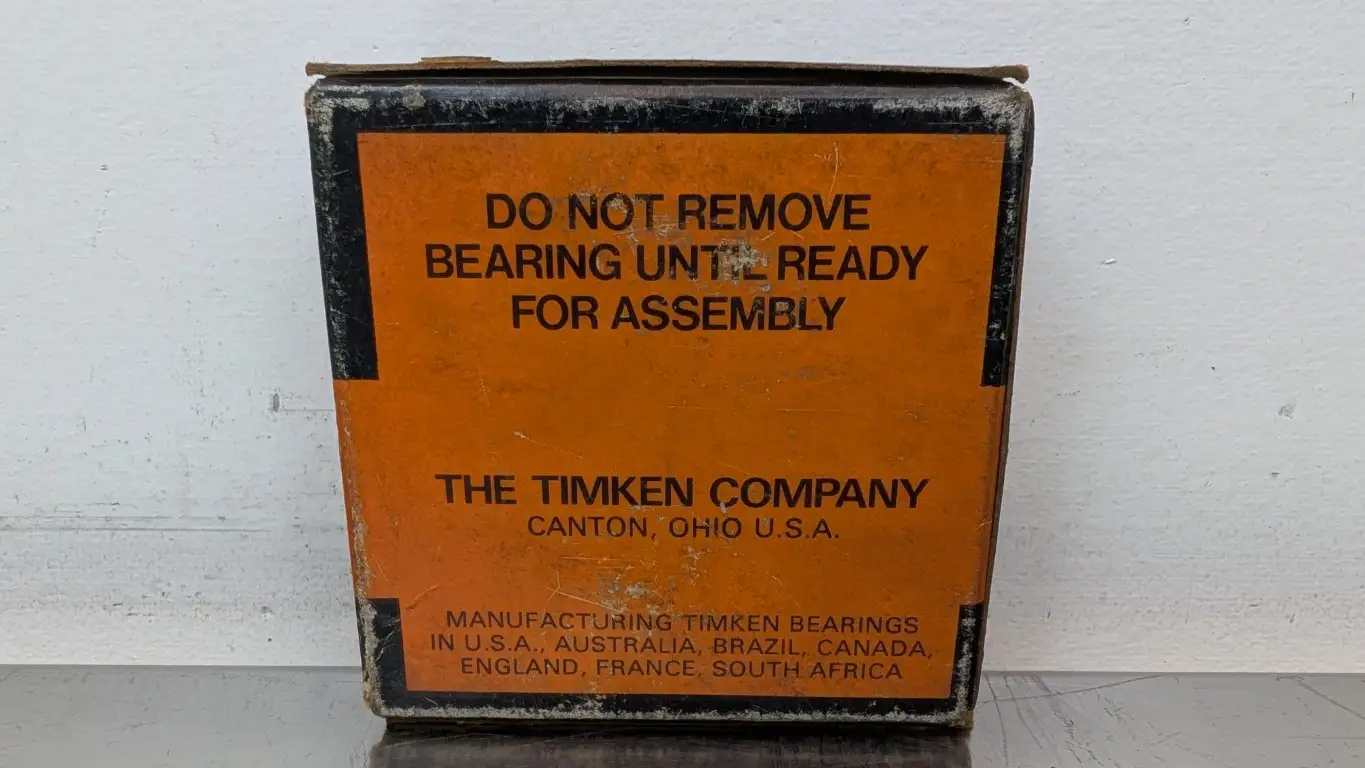 DO NOT REMOVE
BEARING UNTIL READY
FOR ASSEMBLY
THE TIMKEN COMPANY
CANTON, OHIO U.S.A.
MANUFACTURING TIMKEN BEARINGS
IN U.S.A., AUSTRALIA, BRAZIL, CANADA,
ENGLAND, FRANCE, SOUTH AFRICA